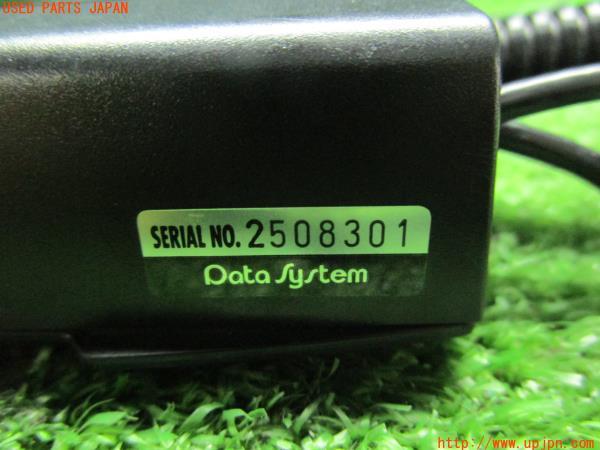 USED PARTS JAPAN
SERIAL NO. 2508301
Data System
http://www.upjpn.com